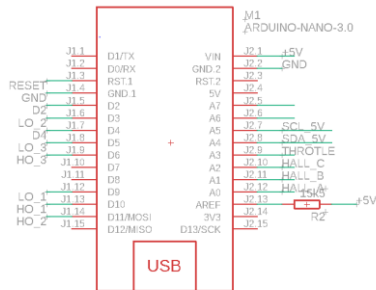 M1
ARDUINO-NANO-3.0
J1.1 D1/TX VIN J2.1 +5V
J1.2 D0/RX GND.2 J2.2 GND
RESET J1.3 RST.1 RST.2 J2.3
GND J1.4 GND.1 5V J2.4
D2 J1.5 D2 A7 J2.5
LO_2 J1.6 D3 A6 J2.6
D4 J1.7 D4 A5 J2.7 SCL_5V
LO_3 J1.8 D5 A4 J2.8 SDA_5V
HO_3 J1.9 D6 A3 J2.9 THROTTLE
J1.10 D7 A2 J2.10 HALL_C
J1.11 D8 A1 J2.11 HALL_B
LO_1 J1.12 D9 A0 J2.12 HALL_A
HO_1 J1.13 D10 AREF J2.13 15k5 +5V
HO_2 J1.14 D11/MOSI 3V3 J2.14 R2
J1.15 D12/MISO D13/SCK J2.15
USB